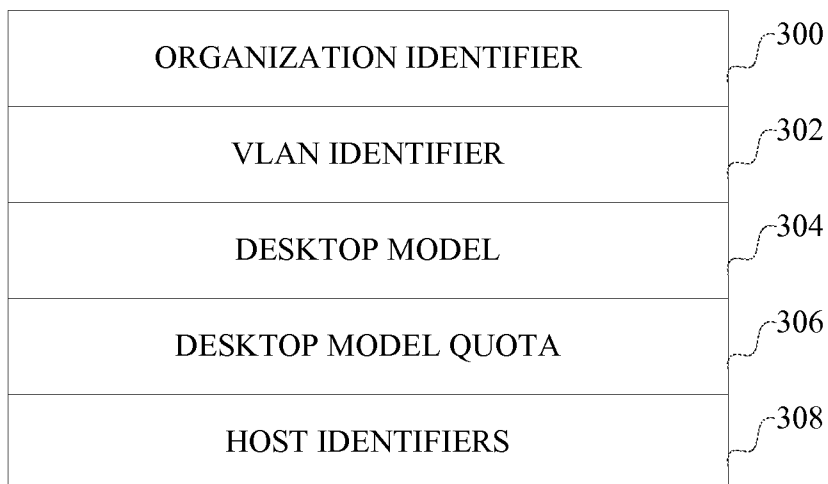 ORGANIZATION IDENTIFIER 300
VLAN IDENTIFIER 302
DESKTOP MODEL 304
DESKTOP MODEL QUOTA 306
HOST IDENTIFIERS 308